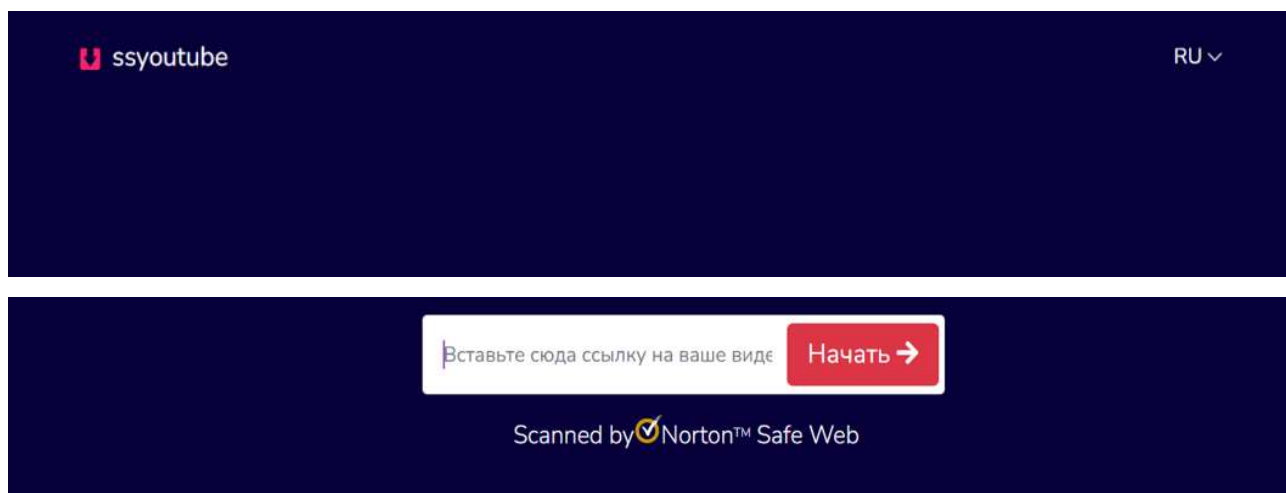 ssyoutube
RU
Вставьте сюда ссылку на ваше виде
Начать
Scanned by Norton™ Safe Web